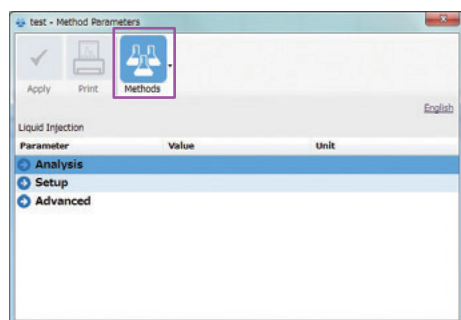 test - Method Parameters
Apply Print Methods
English
Liquid Injection
Parameter Value Unit
Analysis
Setup
Advanced